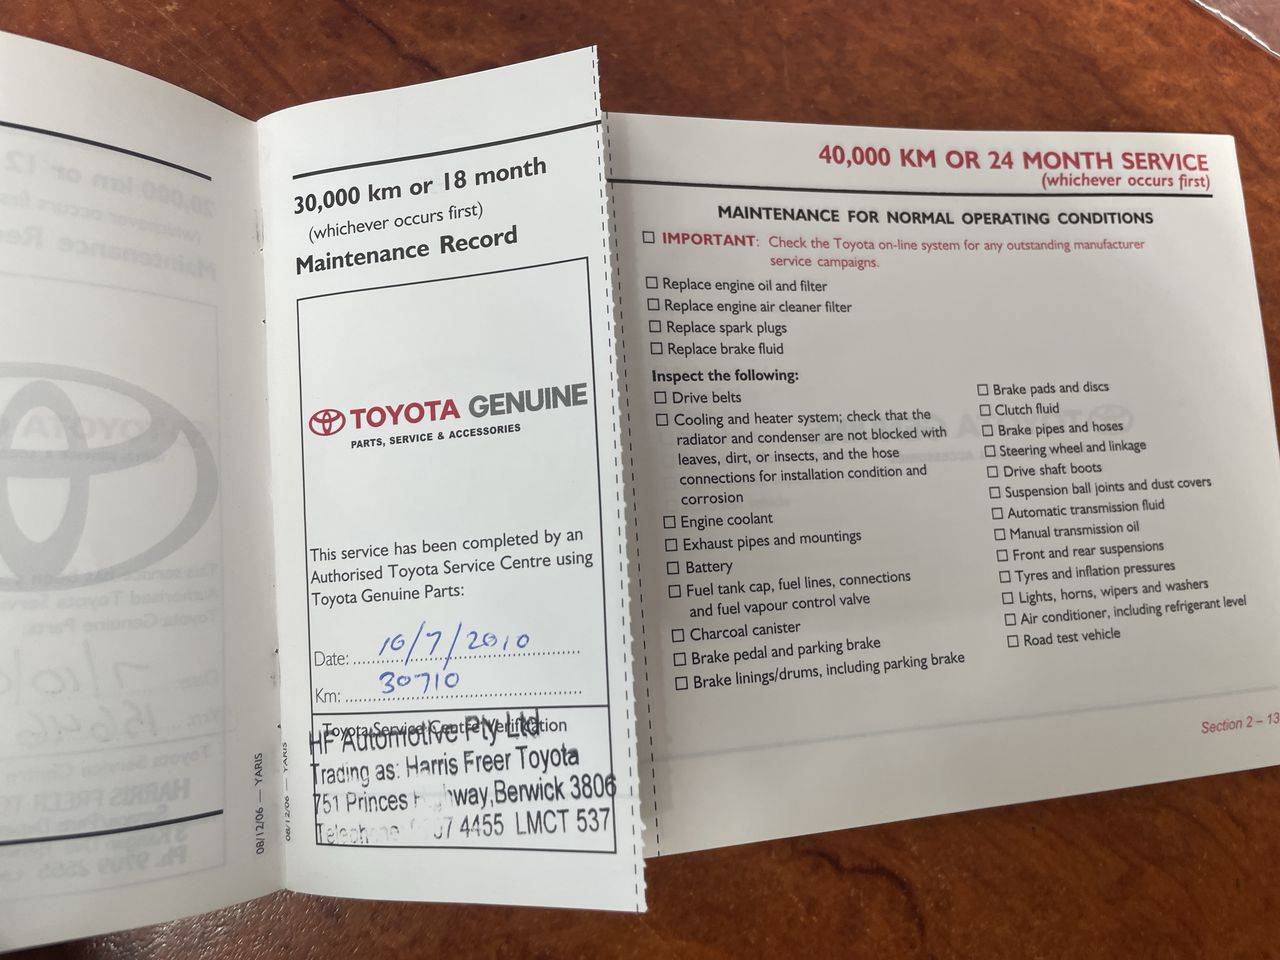 30,000 km or 18 month
(whichever occurs first)
Maintenance Record
TOYOTA GENUINE
PARTS, SERVICE & ACCESSORIES
This service has been completed by an
Authorised Toyota Service Centre using
Toyota Genuine Parts:
Date: 10/7/2010
Km: 30710
Toyota Service Centre Verification
HF Automotive Pty Ltd
Trading as: Harris Freer Toyota
751 Princes Berwick 3806
4455 LMCT 537
08/12/06 — YARIS
08/12/06 — YARIS
40,000 KM OR 24 MONTH SERVICE
(whichever occurs first)
MAINTENANCE FOR NORMAL OPERATING CONDITIONS
IMPORTANT: Check the Toyota on-line system for any outstanding manufacturer
service campaigns.
Replace engine oil and filter
Replace engine air cleaner filter
Replace spark plugs
Replace brake fluid
Inspect the following:
Drive belts
Cooling and heater system; check that the
radiator and condenser are not blocked with
leaves, dirt, or insects, and the hose
connections for installation condition and
corrosion
Engine coolant
Exhaust pipes and mountings
Battery
Fuel tank cap, fuel lines, connections
and fuel vapour control valve
Charcoal canister
Brake pedal and parking brake
Brake linings/drums, including parking brake
Brake pads and discs
Clutch fluid
Brake pipes and hoses
Steering wheel and linkage
Drive shaft boots
Suspension ball joints and dust covers
Automatic transmission fluid
Manual transmission oil
Front and rear suspensions
Tyres and inflation pressures
Lights, horns, wipers and washers
Air conditioner, including refrigerant level
Road test vehicle
Section 2 – 13